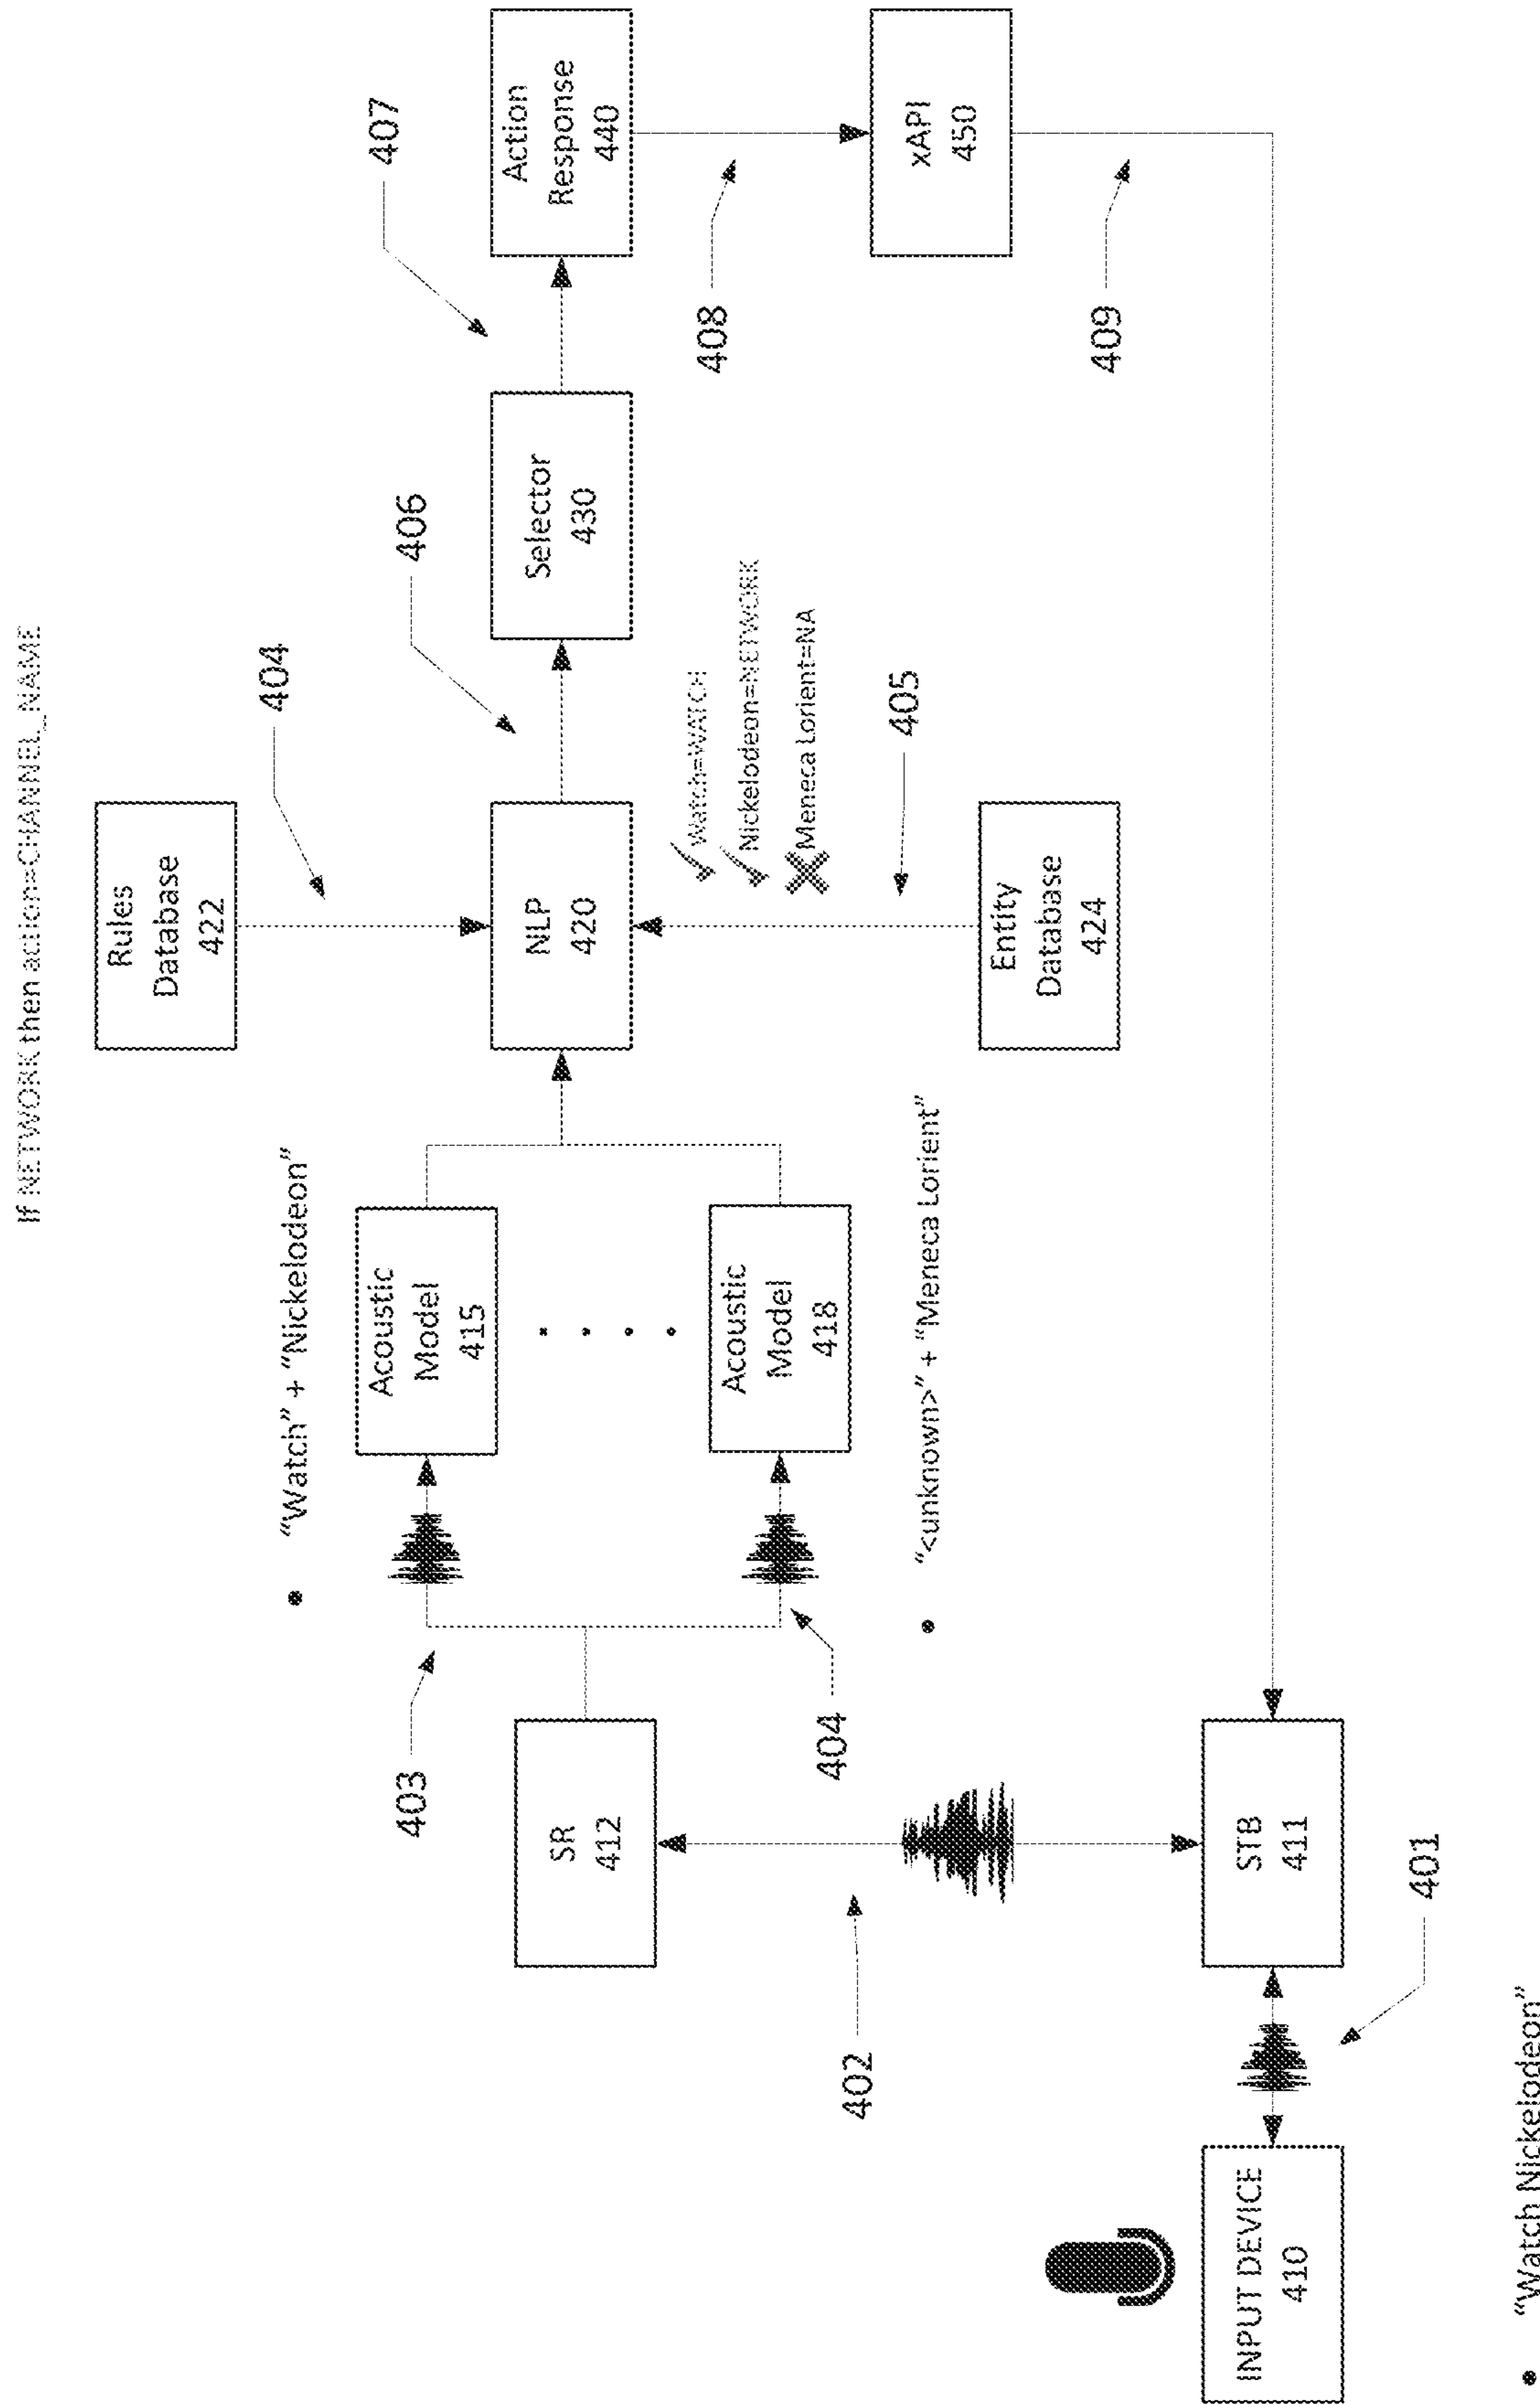 If NETWORK then action=CHANNEL_NAME
Rules
Database
422
404
• "Watch" + "Nickelodeon"
403
Acoustic
Model
415
406
407
SR
412
NLP
420
Selector
430
Action
Response
440
Watch=WATCH
Nickelodeon=NETWORK
Meneca Lorient=NA
404
Acoustic
Model
418
408
402
• "<unknown>" + "Meneca Lorient"
405
xAPI
450
Entity
Database
424
409
INPUT DEVICE
410
STB
411
401
• "Watch Nickelodeon"